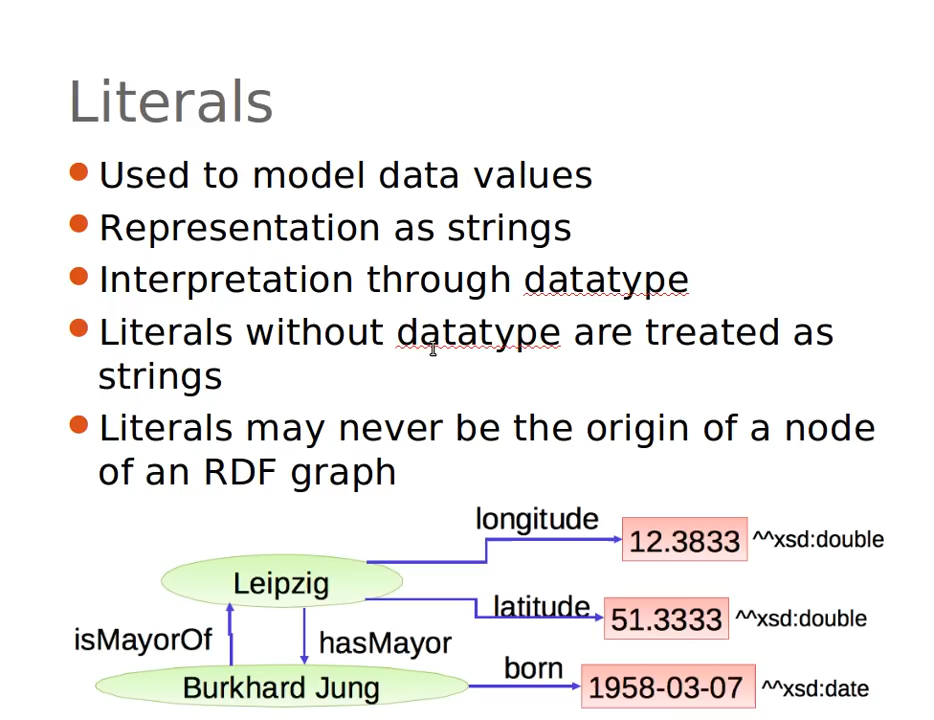 Literals
Used to model data values
Representation as strings
Interpretation through datatype
Literals without datatype are treated as
strings
Literals may never be the origin of a node
of an RDF graph
longitude
12.3833 ^^xsd:double
Leipzig
latitude
51.3333 ^^xsd:double
isMayorOf
hasMayor
born
Burkhard Jung
1958-03-07 ^^xsd:date